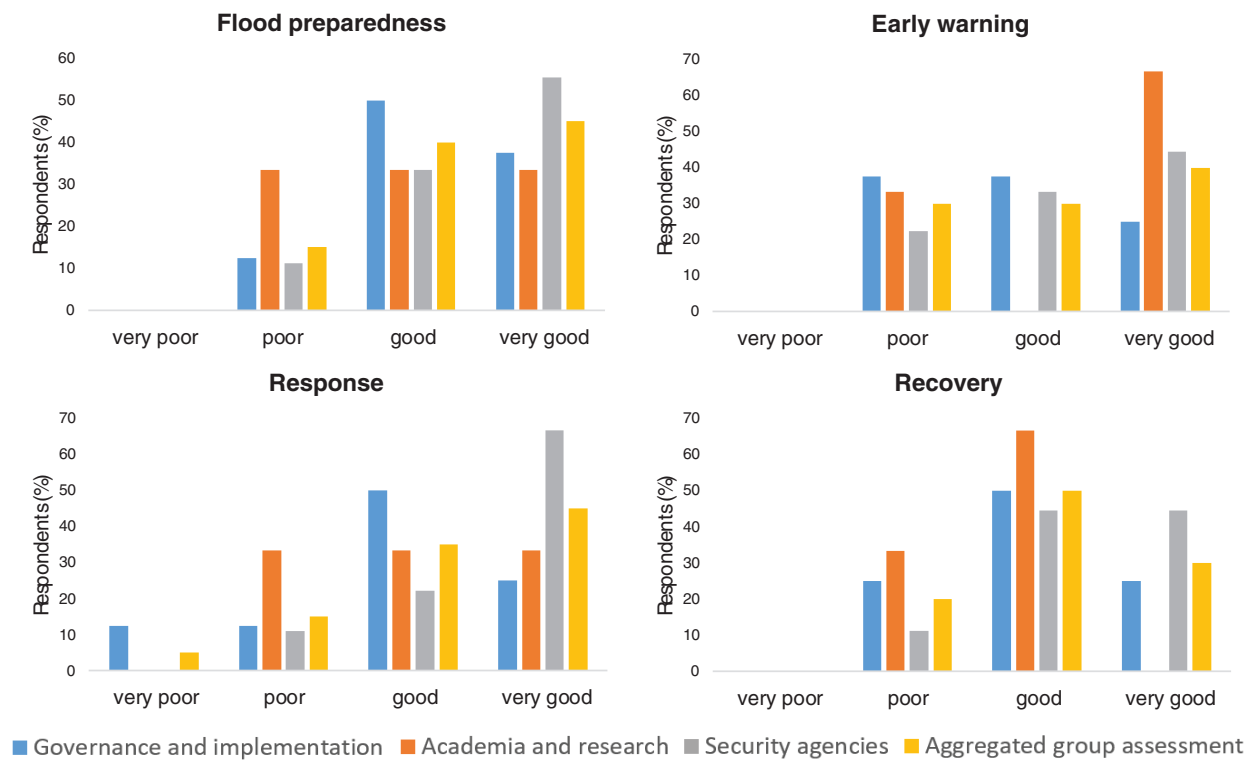 Flood preparedness
Respondents (%)
60
50
40
30
20
10
0
very poor poor good very good
Early warning
Respondents (%)
70
60
50
40
30
20
10
0
very poor poor good very good
Response
Respondents (%)
70
60
50
40
30
20
10
0
very poor poor good very good
Recovery
Respondents (%)
70
60
50
40
30
20
10
0
very poor poor good very good
Governance and implementation Academia and research Security agencies Aggregated group assessment